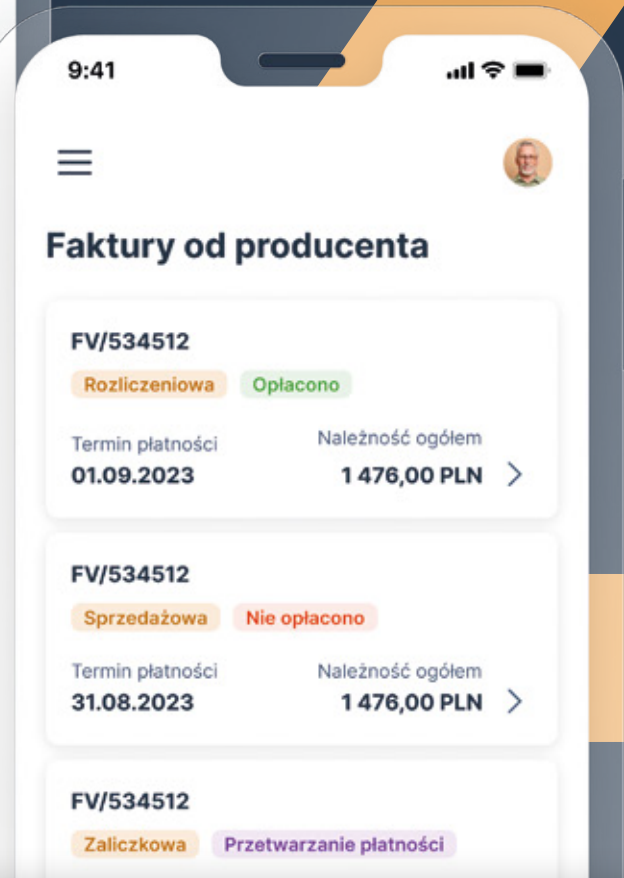 9:41
Faktury od producenta
FV/534512
Rozliczeniowa Opłacono
Termin płatności Należność ogółem
01.09.2023 1 476,00 PLN
FV/534512
Sprzedażowa Nie opłacono
Termin płatności Należność ogółem
31.08.2023 1 476,00 PLN
FV/534512
Zaliczkowa Przetwarzanie płatności